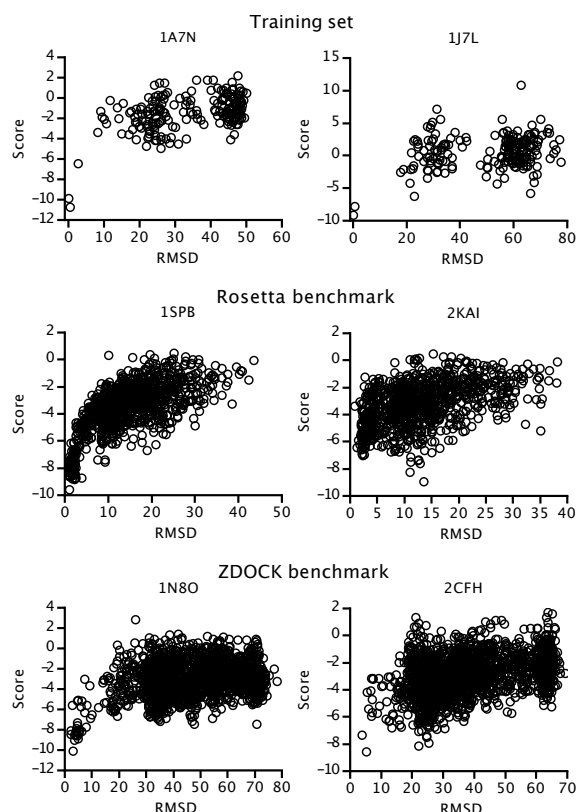 Training set
1A7N
1J7L
4
2
0
−2
−4
−6
−8
−10
−12
Score
0 10 20 30 40 50 60
RMSD
15
10
5
0
−5
−10
Score
0 20 40 60 80
RMSD
Rosetta benchmark
1SPB
2KAI
2
0
−2
−4
−6
−8
−10
Score
0 10 20 30 40 50
RMSD
2
0
−2
−4
−6
−8
−10
Score
0 5 10 15 20 25 30 35 40
RMSD
ZDOCK benchmark
1N8O
2CFH
4
2
0
−2
−4
−6
−8
−10
−12
Score
0 10 20 30 40 50 60 70 80
RMSD
2
0
−2
−4
−6
−8
−10
Score
0 10 20 30 40 50 60 70
RMSD